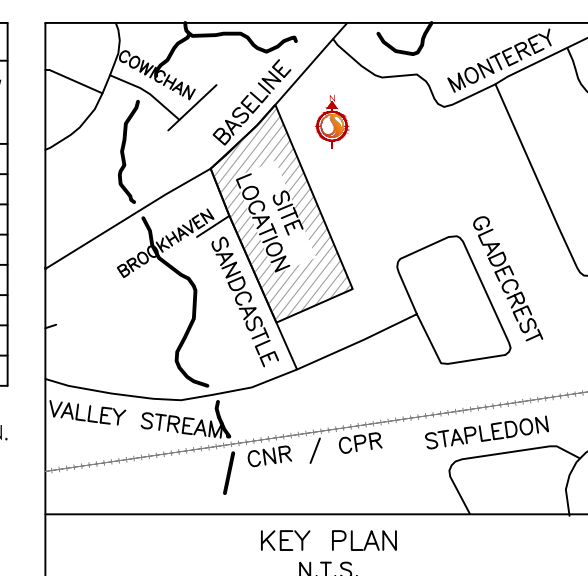 COWICHAN
BASELINE
MONTEREY
N
SITE
LOCATION
BROOKHAVEN
SANDCASTLE
GLADECREST
VALLEY STREAM
N.
CNR / CPR
STAPLEDON
KEY PLAN
N.T.S.